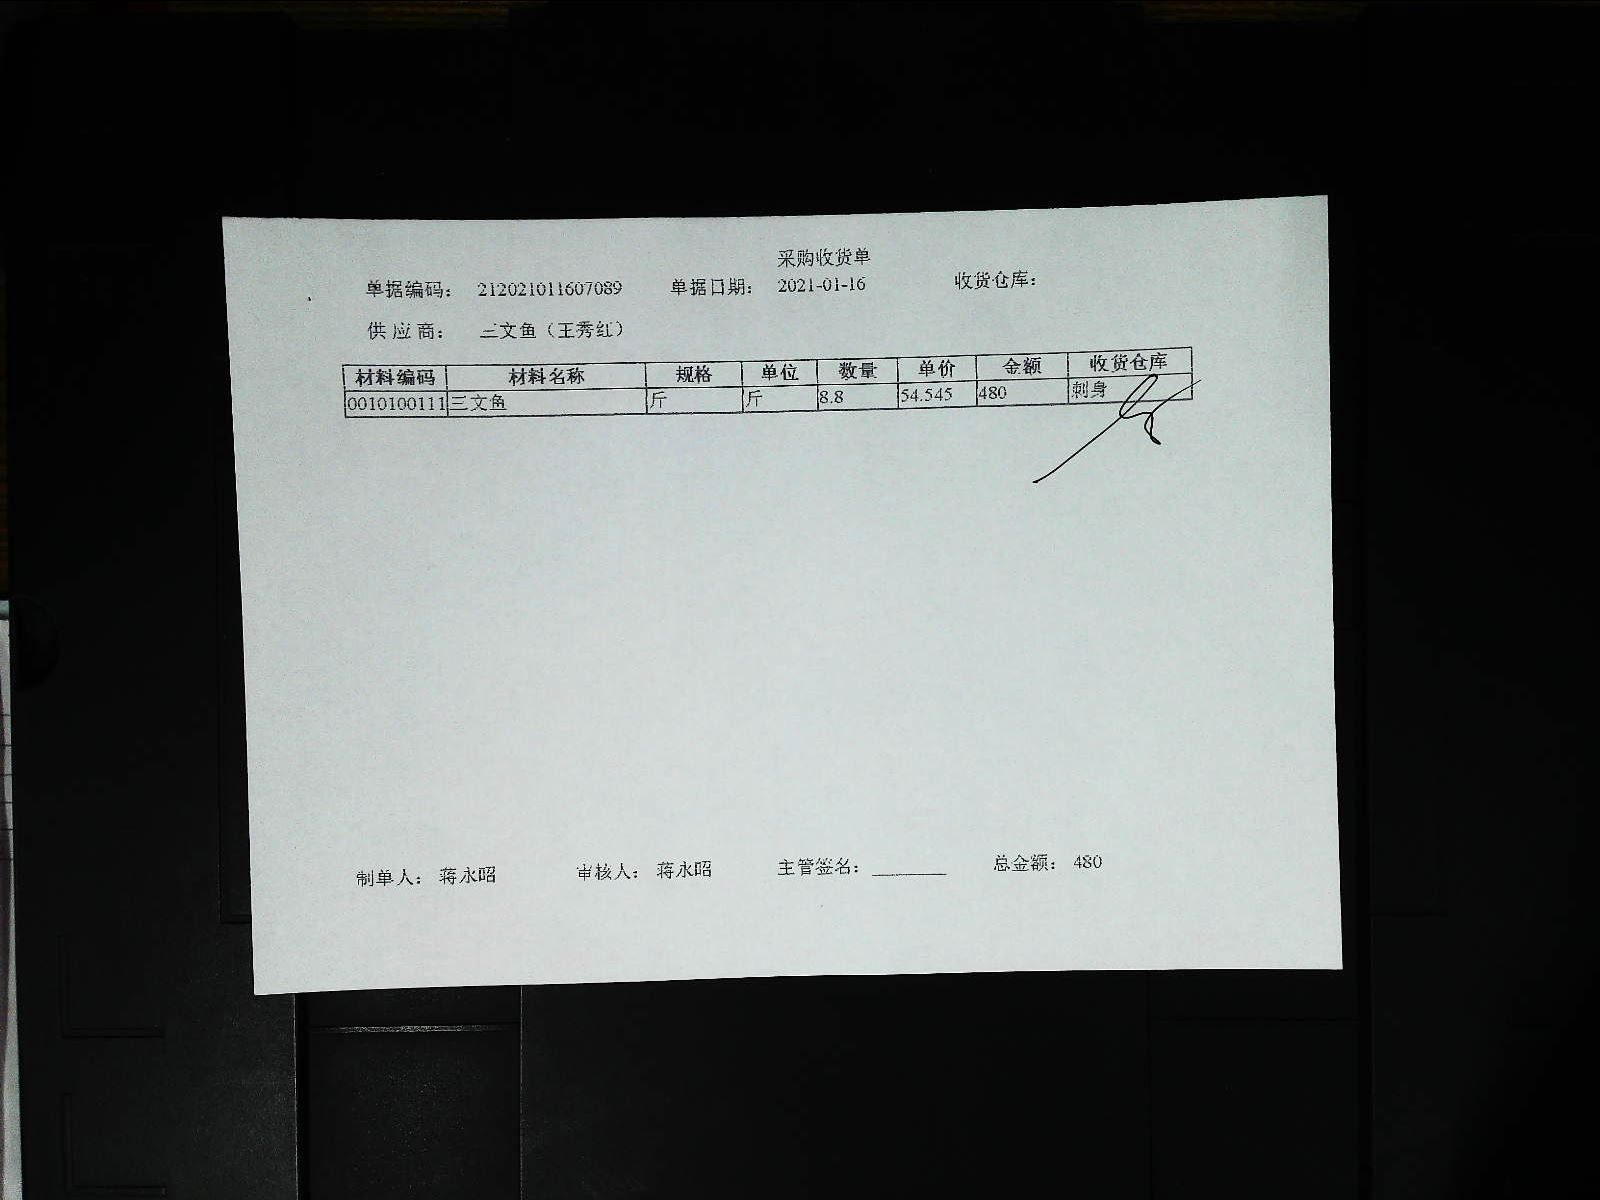 采购收货单
单据编码： 212021011607089 单据日期： 2021-01-16 收货仓库：
供应商： 三文鱼（王秀红）
材料编码 材料名称 规格 单位 数量 单价 金额 收货仓库
0010100111 三文鱼 斤 斤 8.8 54.545 480 刺身
制单人： 蒋永昭 审核人： 蒋永昭 主管签名： 总金额： 480